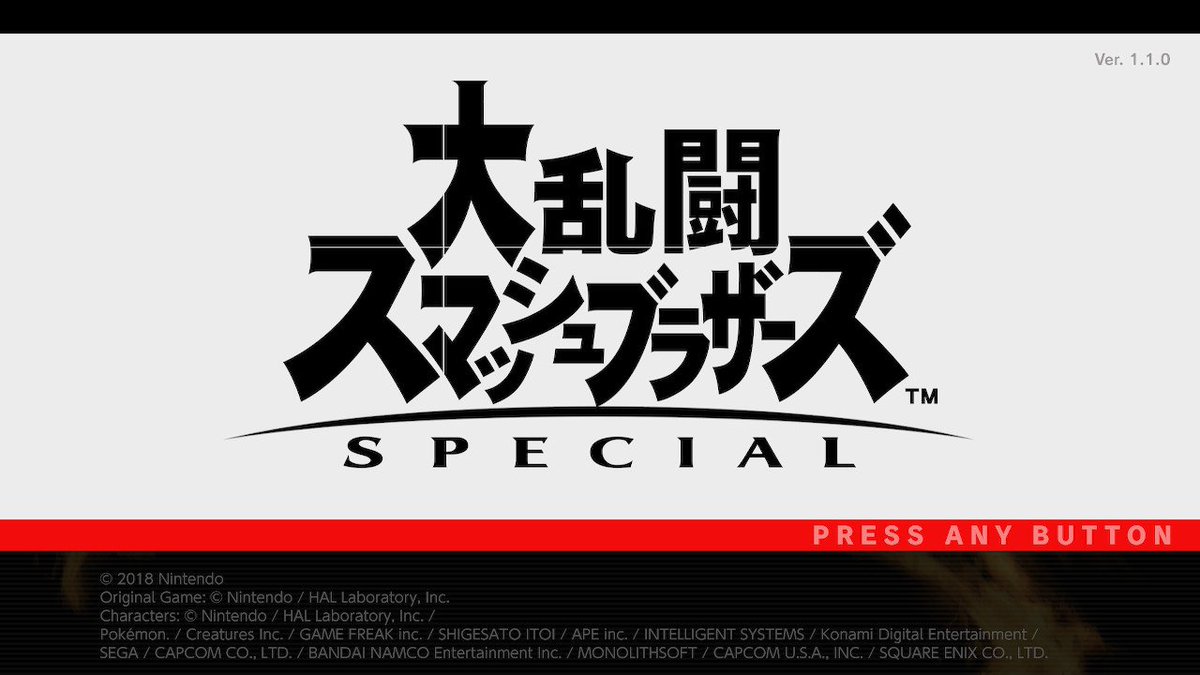 Ver. 1.1.0
大乱闘
スマッシュブラザーズ™
SPECIAL
PRESS ANY BUTTON
© 2018 Nintendo
Original Game: © Nintendo / HAL Laboratory, Inc.
Characters: © Nintendo / HAL Laboratory, Inc. /
Pokémon. / Creatures Inc. / GAME FREAK inc. / SHIGESATO ITOI / APE inc. / INTELLIGENT SYSTEMS / Konami Digital Entertainment /
SEGA / CAPCOM CO., LTD. / BANDAI NAMCO Entertainment Inc. / MONOLITHSOFT / CAPCOM U.S.A., INC. / SQUARE ENIX CO., LTD.